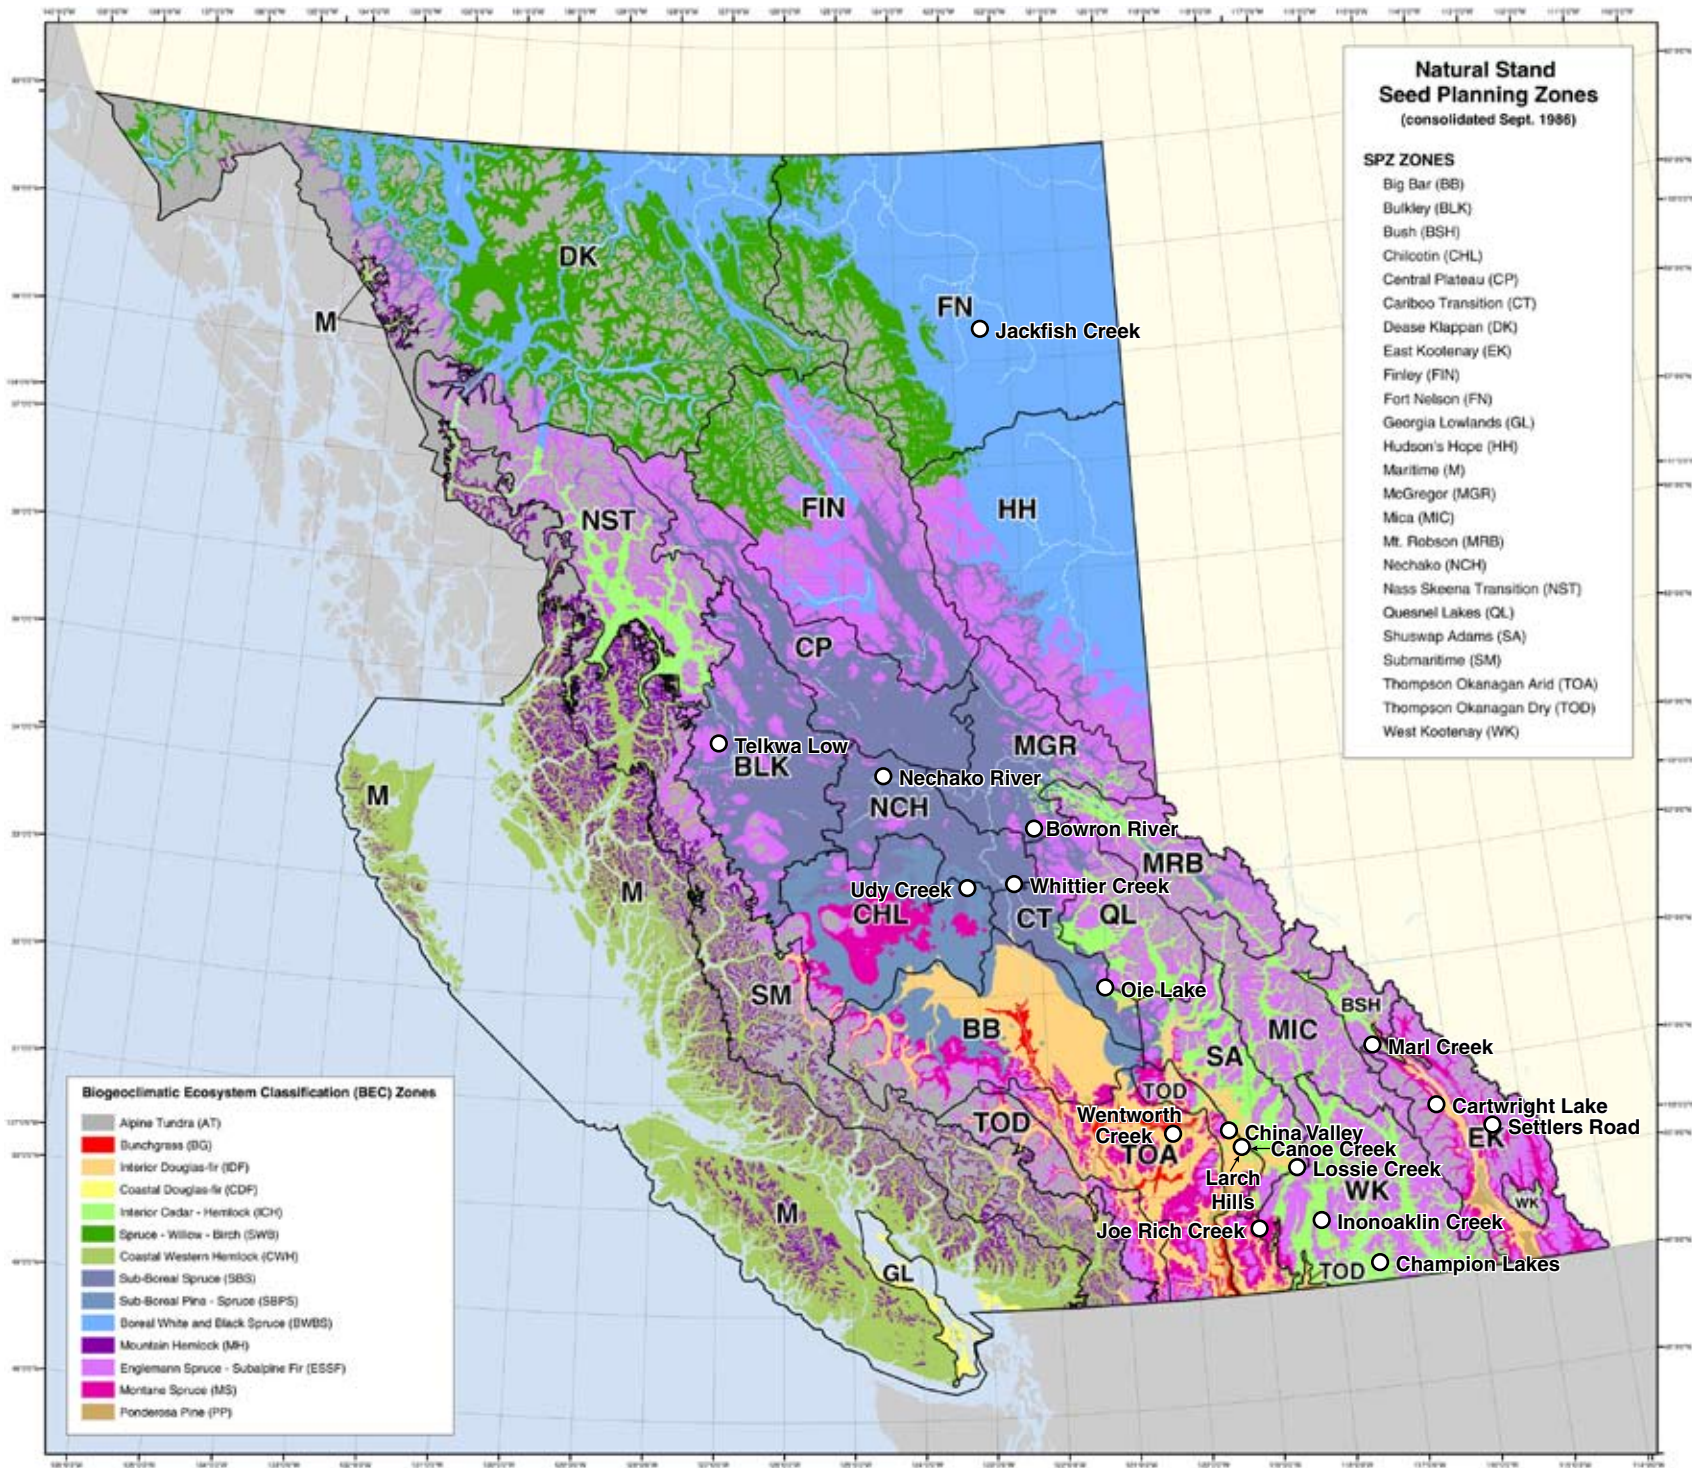 Natural Stand
Seed Planning Zones
(consolidated Sept. 1986)
SPZ ZONES
Big Bar (BB)
Bulkley (BLK)
Bush (BSH)
Chilcotin (CHL)
Central Plateau (CP)
Cariboo Transition (CT)
Dease Klappan (DK)
East Kootenay (EK)
Finley (FIN)
Fort Nelson (FN)
Georgia Lowlands (GL)
Hudson's Hope (HH)
Maritime (M)
McGregor (MGR)
Mica (MIC)
Mt. Robson (MRB)
Nechako (NCH)
Nass Skeena Transition (NST)
Quesnel Lakes (QL)
Shuswap Adams (SA)
Submaritime (SM)
Thompson Okanagan Arid (TOA)
Thompson Okanagan Dry (TOD)
West Kootenay (WK)
DK
FN
M
Jackfish Creek
FIN
HH
NST
CP
MGR
Telkwa Low
BLK
Nechako River
M
NCH
Bowron River
MRB
M
Udy Creek
Whittier Creek
CHL
CT
QL
SM
Oie Lake
BSH
BB
MIC
Marl Creek
SA
TOD
Cartwright Lake
Wentworth
Creek
TOD
Settlers Road
EK
China Valley
Canoe Creek
TOA
Lossie Creek
Larch
Hills
WK
WK
M
Joe Rich Creek
Inonoaklin Creek
GL
TOD
Champion Lakes
Biogeoclimatic Ecosystem Classification (BEC) Zones
Alpine Tundra (AT)
Bunchgrass (BG)
Interior Douglas-fir (IDF)
Coastal Douglas-fir (CDF)
Interior Cedar - Hemlock (ICH)
Spruce - Willow - Birch (SWB)
Coastal Western Hemlock (CWH)
Sub-Boreal Spruce (SBS)
Sub-Boreal Pine - Spruce (SBPS)
Boreal White and Black Spruce (BWBS)
Mountain Hemlock (MH)
Englemann Spruce - Subalpine Fir (ESSF)
Montane Spruce (MS)
Ponderosa Pine (PP)